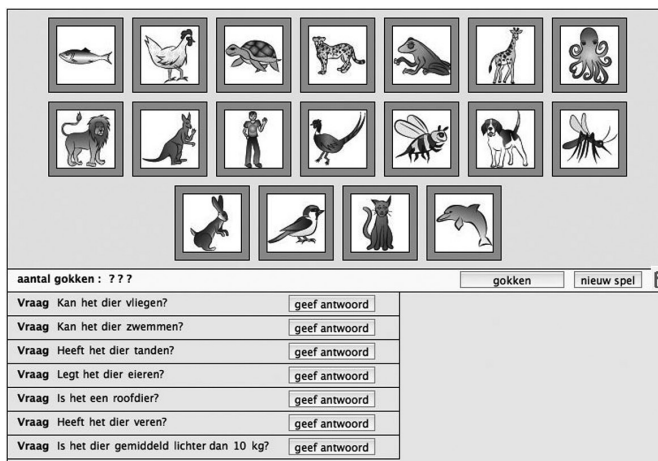 aantal gokken : ? ? ? gokken nieuw spel
Vraag Kan het dier vliegen? geef antwoord
Vraag Kan het dier zwemmen? geef antwoord
Vraag Heeft het dier tanden? geef antwoord
Vraag Legt het dier eieren? geef antwoord
Vraag Is het een roofdier? geef antwoord
Vraag Heeft het dier veren? geef antwoord
Vraag Is het dier gemiddeld lichter dan 10 kg? geef antwoord